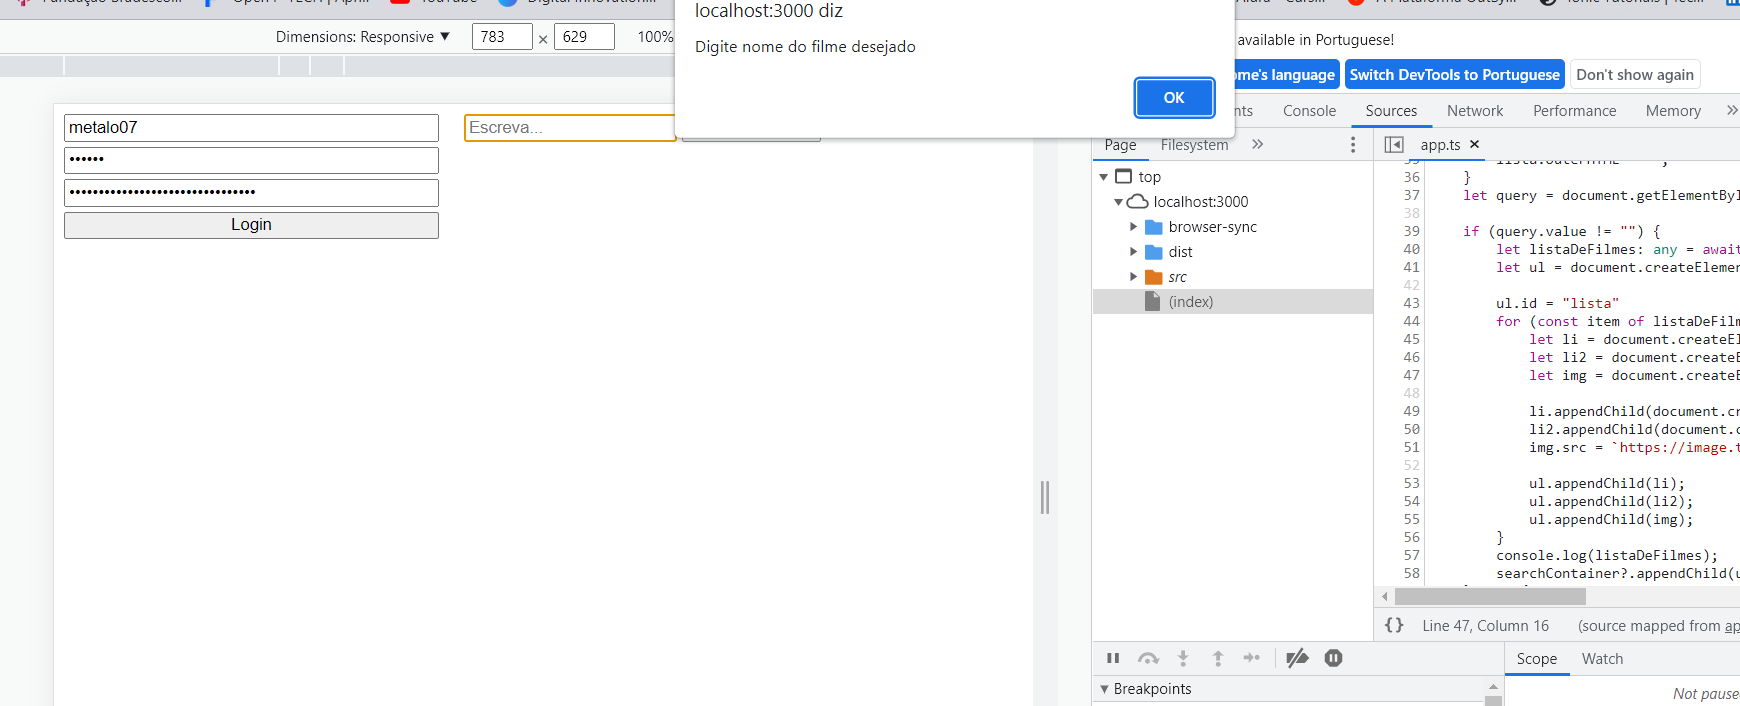 YouTube
Dimensions: Responsive ▼ 783 × 629 100%
localhost:3000 diz
Digite nome do filme desejado
OK
available in Portuguese!
ome's language
Switch DevTools to Portuguese
Don't show again
Console Sources Network Performance Memory »
metalo07
Escreva...
••••••
••••••••••••••••••••••••••••••••
Login
Page Filesystem »
top
localhost:3000
browser-sync
dist
src
(index)
app.ts ×
36 }
37 let query = document.getElementByI
38
39 if (query.value != "") {
40 let listaDeFilmes: any = await
41 let ul = document.createElemen
42
43 ul.id = "lista"
44 for (const item of listaDeFilm
45 let li = document.createEl
46 let li2 = document.createE
47 let img = document.createE
48
49 li.appendChild(document.cr
50 li2.appendChild(document.c
51 img.src = `https://image.t
52
53 ul.appendChild(li);
54 ul.appendChild(li2);
55 ul.appendChild(img);
56 }
57 console.log(listaDeFilmes);
58 searchContainer?.appendChild(u
{} Line 47, Column 16 (source mapped from ap
Scope Watch
Breakpoints
Not pause